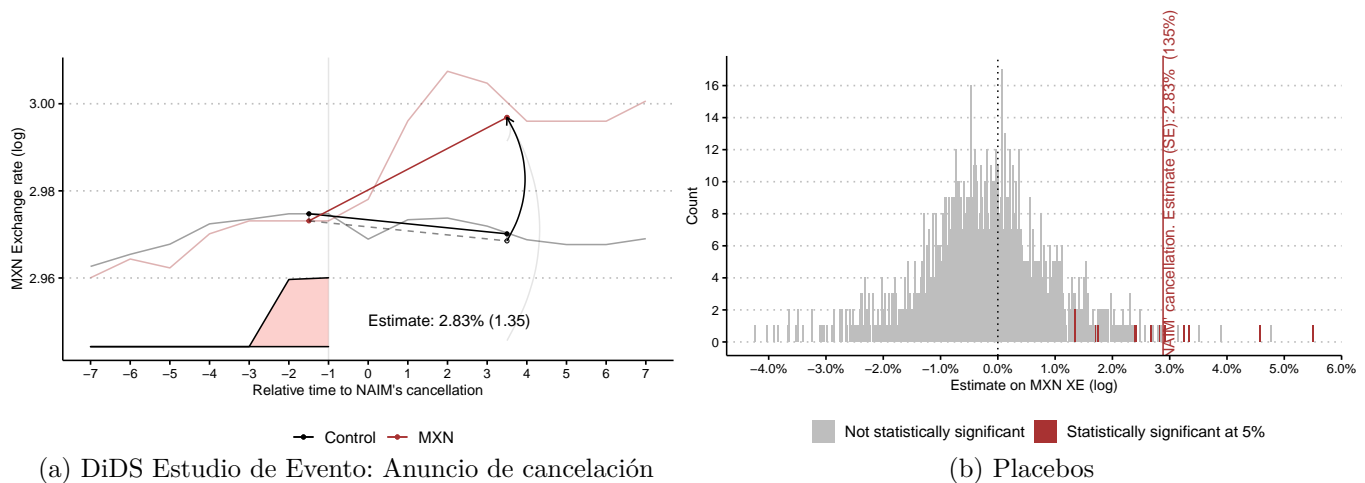 MXN Exchange rate (log)
3.00
2.98
2.96
Estimate: 2.83% (1.35)
−7 −6 −5 −4 −3 −2 −1 0 1 2 3 4 5 6 7
Relative time to NAIM's cancellation
Control MXN
(a) DiDS Estudio de Evento: Anuncio de cancelación
Count
16
14
12
10
8
6
4
2
0
NAIM' cancellation. Estimate (SE): 2.83% (135%)
−4.0% −3.0% −2.0% −1.0% 0.0% 1.0% 2.0% 3.0% 4.0% 5.0% 6.0%
Estimate on MXN XE (log)
Not statistically significant Statistically significant at 5%
(b) Placebos